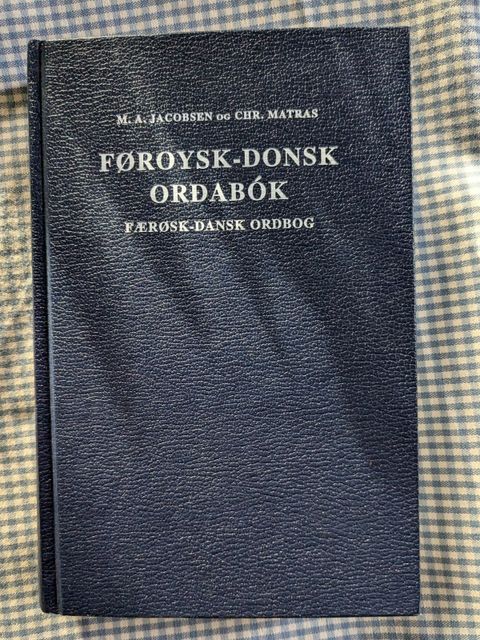 M. A. JACOBSEN OG CHR. MATRAS
FØROYSK-DONSK
ORÐABÓK
FÆRØSK-DANSK ORDBOG